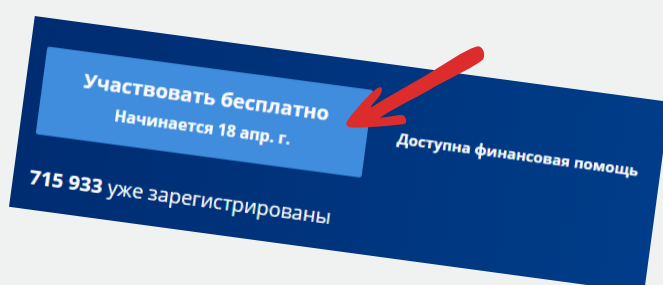 Участвовать бесплатно
Начинается 18 апр. г.
Доступна финансовая помощь
715 933 уже зарегистрированы